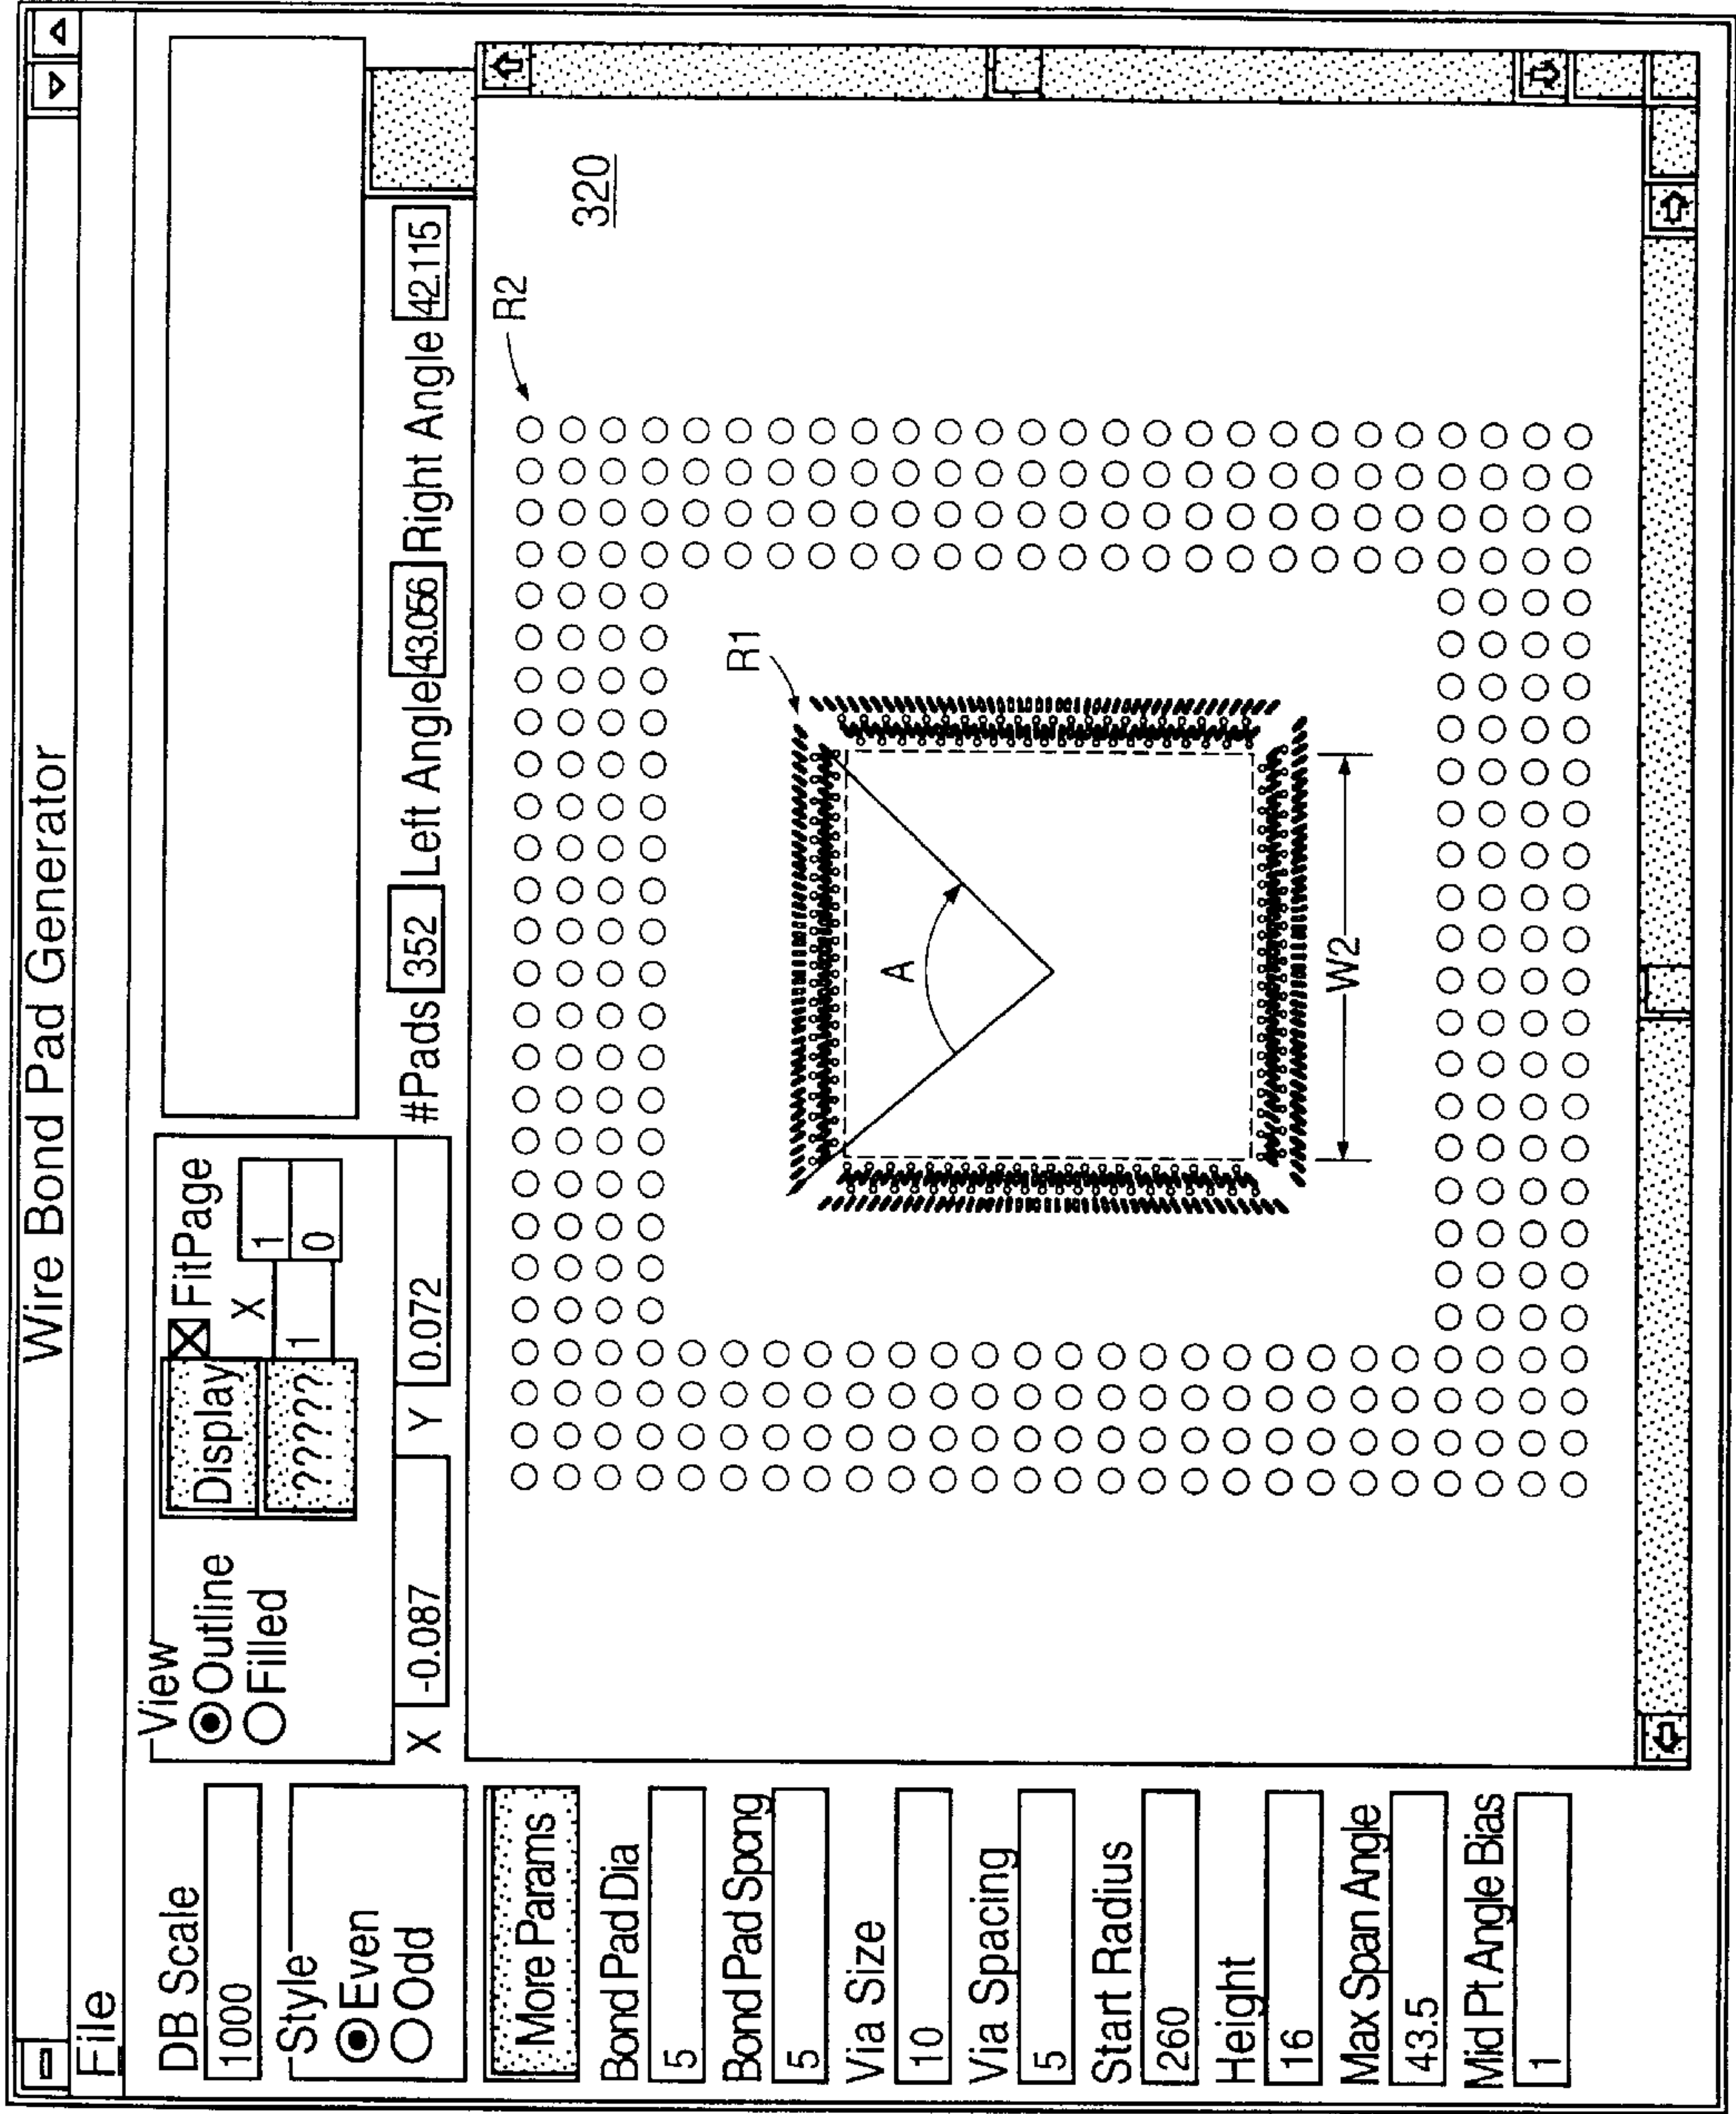 Wire Bond Pad Generator
File
DB Scale
1000
Style
Even
Odd
More Params
Bond Pad Dia
5
Bond Pad Spcng
5
Via Size
10
Via Spacing
5
Start Radius
260
Height
16
Max Span Angle
43.5
Mid Pt Angle Bias
1
View
Outline
Filled
Display
FitPage
??????
X
1
1
0
X -0.087 Y 0.072
#Pads 352 Left Angle 43.056 Right Angle 42.115
320
R2
R1
A
W2